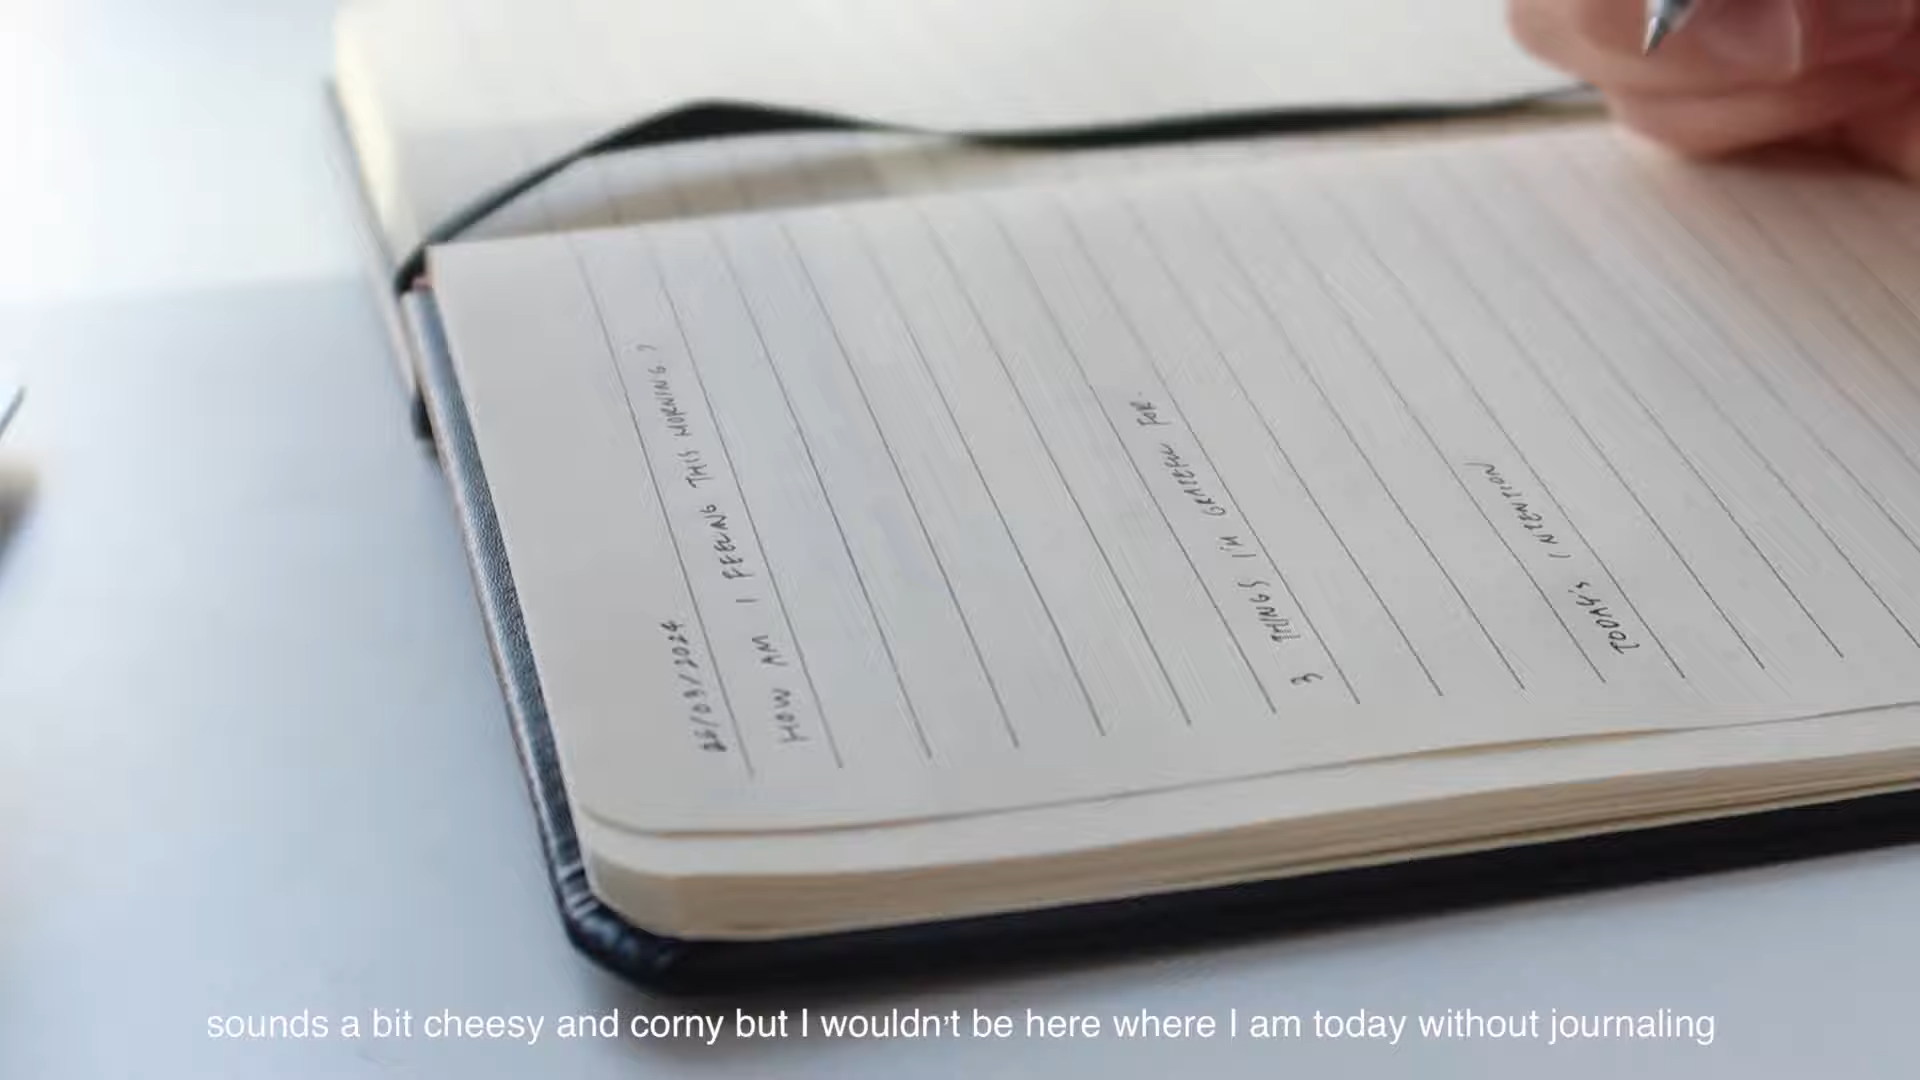 /03/2024
HOW AM I FEELING THIS MORNING?
3 THINGS I'M GRATEFUL FOR.
TODAY'S INTENTION
sounds a bit cheesy and corny but I wouldn't be here where I am today without journaling